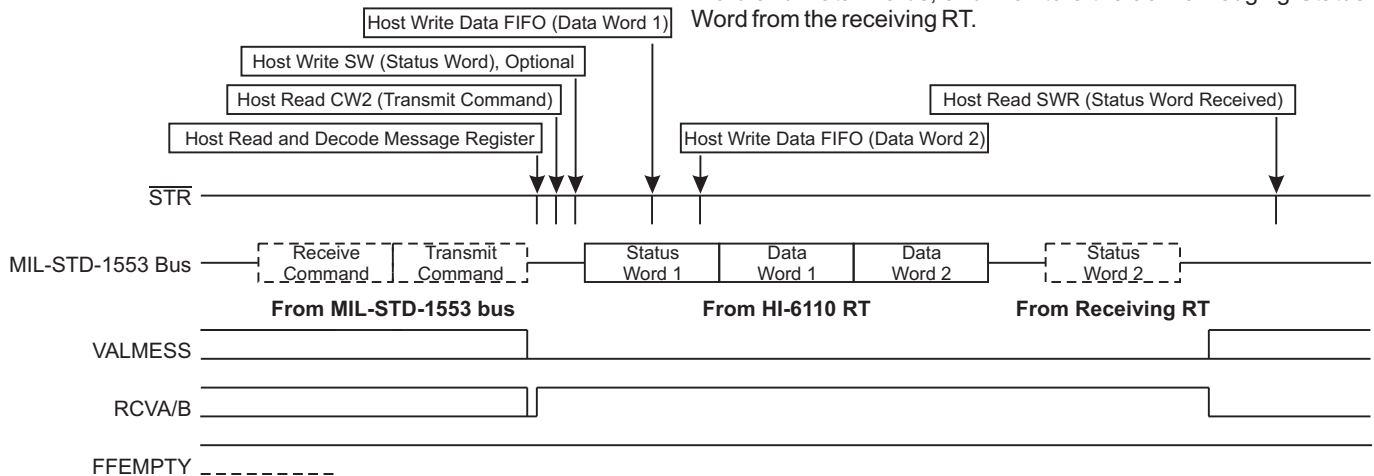 Word from the receiving RT.
Host Write Data FIFO (Data Word 1)
Host Write SW (Status Word), Optional
Host Read CW2 (Transmit Command)
Host Read SWR (Status Word Received)
Host Read and Decode Message Register
Host Write Data FIFO (Data Word 2)
STR
MIL-STD-1553 Bus
Receive
Command
Transmit
Command
Status
Word 1
Data
Word 1
Data
Word 2
Status
Word 2
From MIL-STD-1553 bus
From HI-6110 RT
From Receiving RT
VALMESS
RCVA/B
FFEMPTY